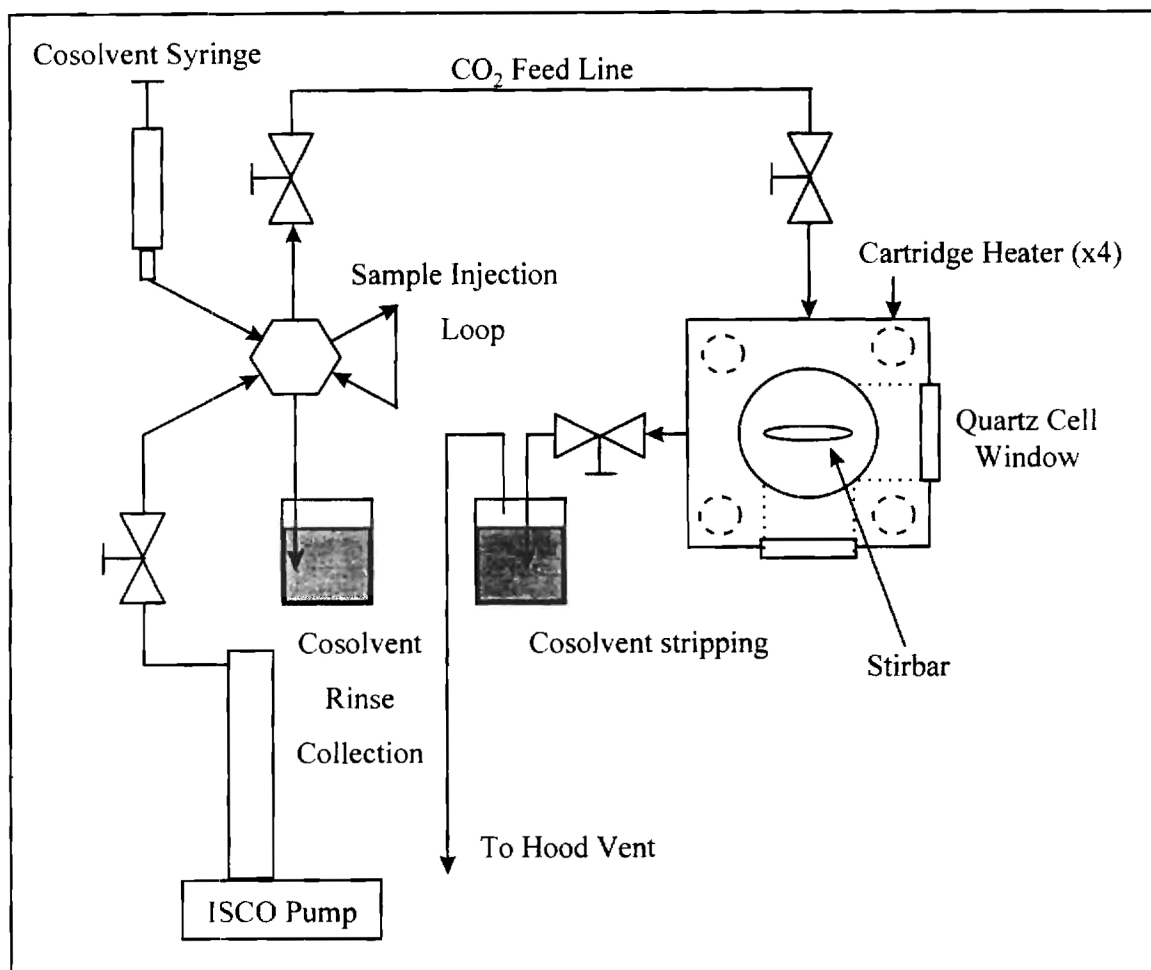 Cosolvent Syringe
CO₂ Feed Line
Cartridge Heater (x4)
Sample Injection
Loop
Quartz Cell
Window
Cosolvent
Rinse
Collection
Cosolvent stripping
Stirbar
To Hood Vent
ISCO Pump